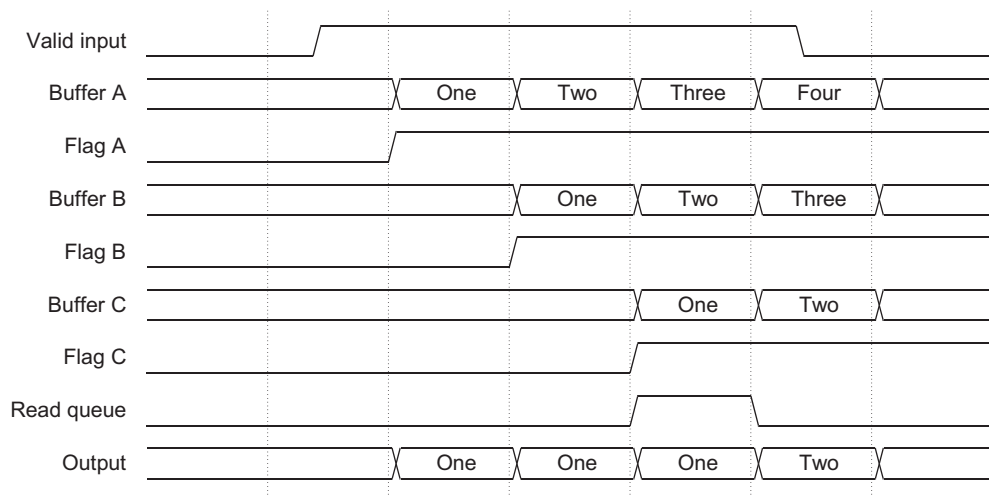 Valid input
Buffer A One Two Three Four
Flag A
Buffer B One Two Three
Flag B
Buffer C One Two
Flag C
Read queue
Output One One One Two